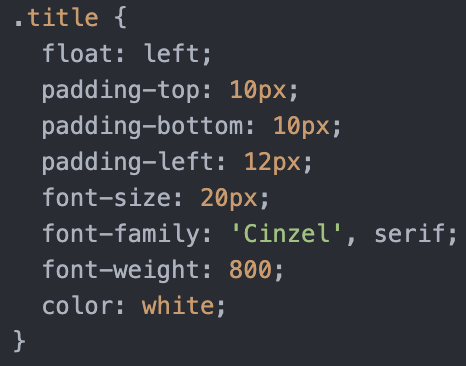 .title {
  float: left;
  padding-top: 10px;
  padding-bottom: 10px;
  padding-left: 12px;
  font-size: 20px;
  font-family: 'Cinzel', serif;
  font-weight: 800;
  color: white;
}